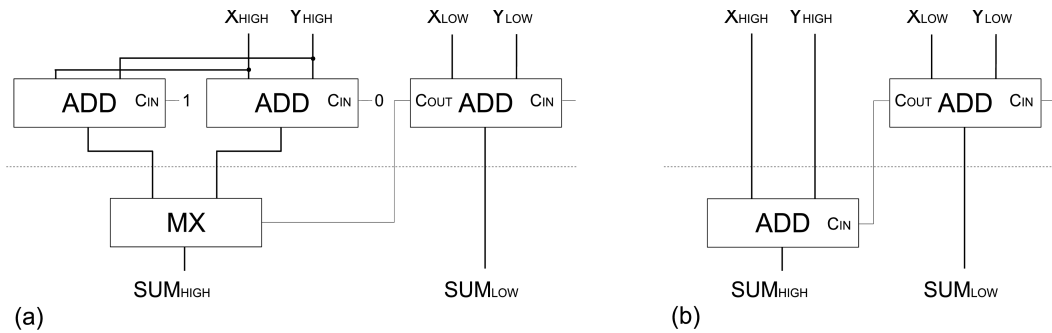 XHIGH YHIGH XLOW YLOW
ADD CIN 1 ADD CIN 0 COUT ADD CIN
MX
SUMHIGH SUMLOW
(a)
XHIGH YHIGH XLOW YLOW
COUT ADD CIN
ADD CIN
SUMHIGH SUMLOW
(b)